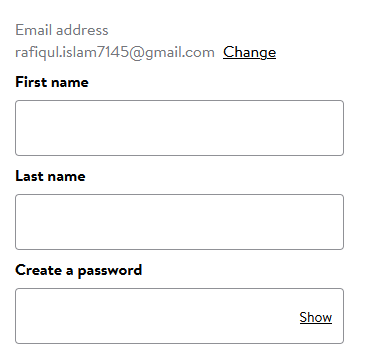 Email address
rafiqul.islam7145@gmail.com Change
First name
Last name
Create a password
Show